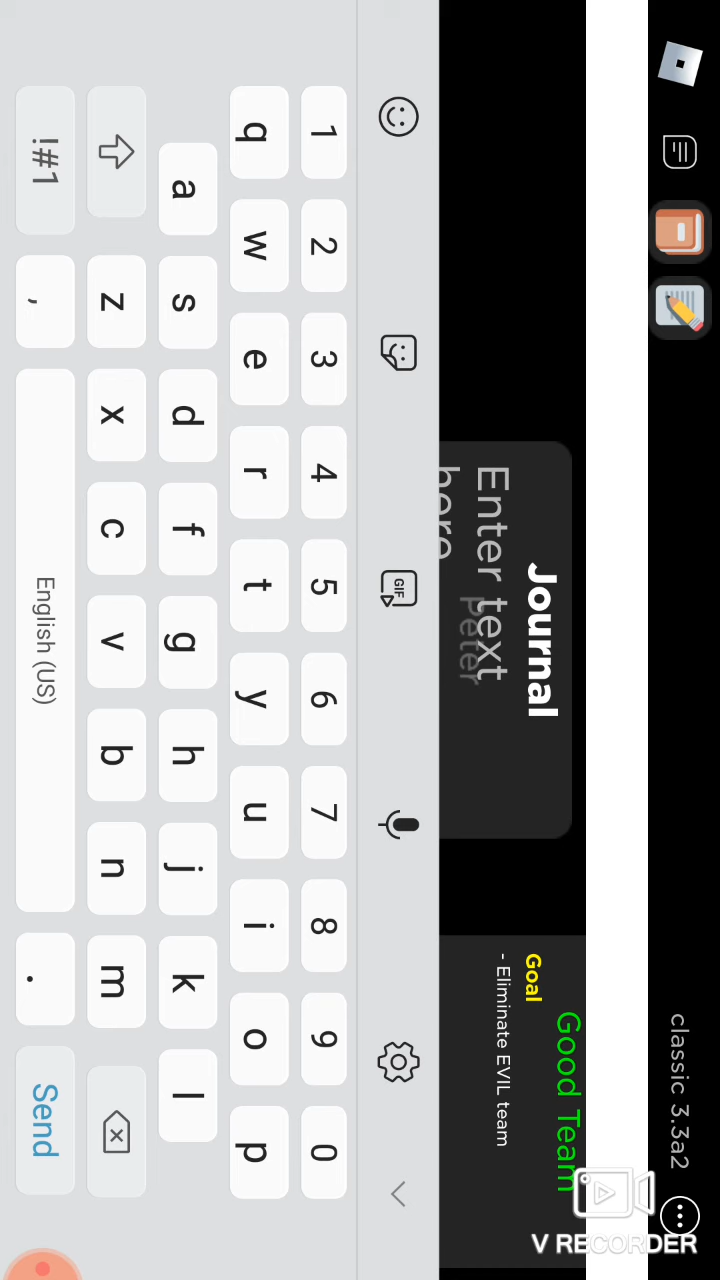 classic 3.3a2
Journal
Enter text
here
Peter
Good Team
Goal
- Eliminate EVIL team
V RECORDER
GIF
1 2 3 4 5 6 7 8 9 0
q w e r t y u i o p
a s d f g h j k l
z x c v b n m
!#1 , English (US) . Send